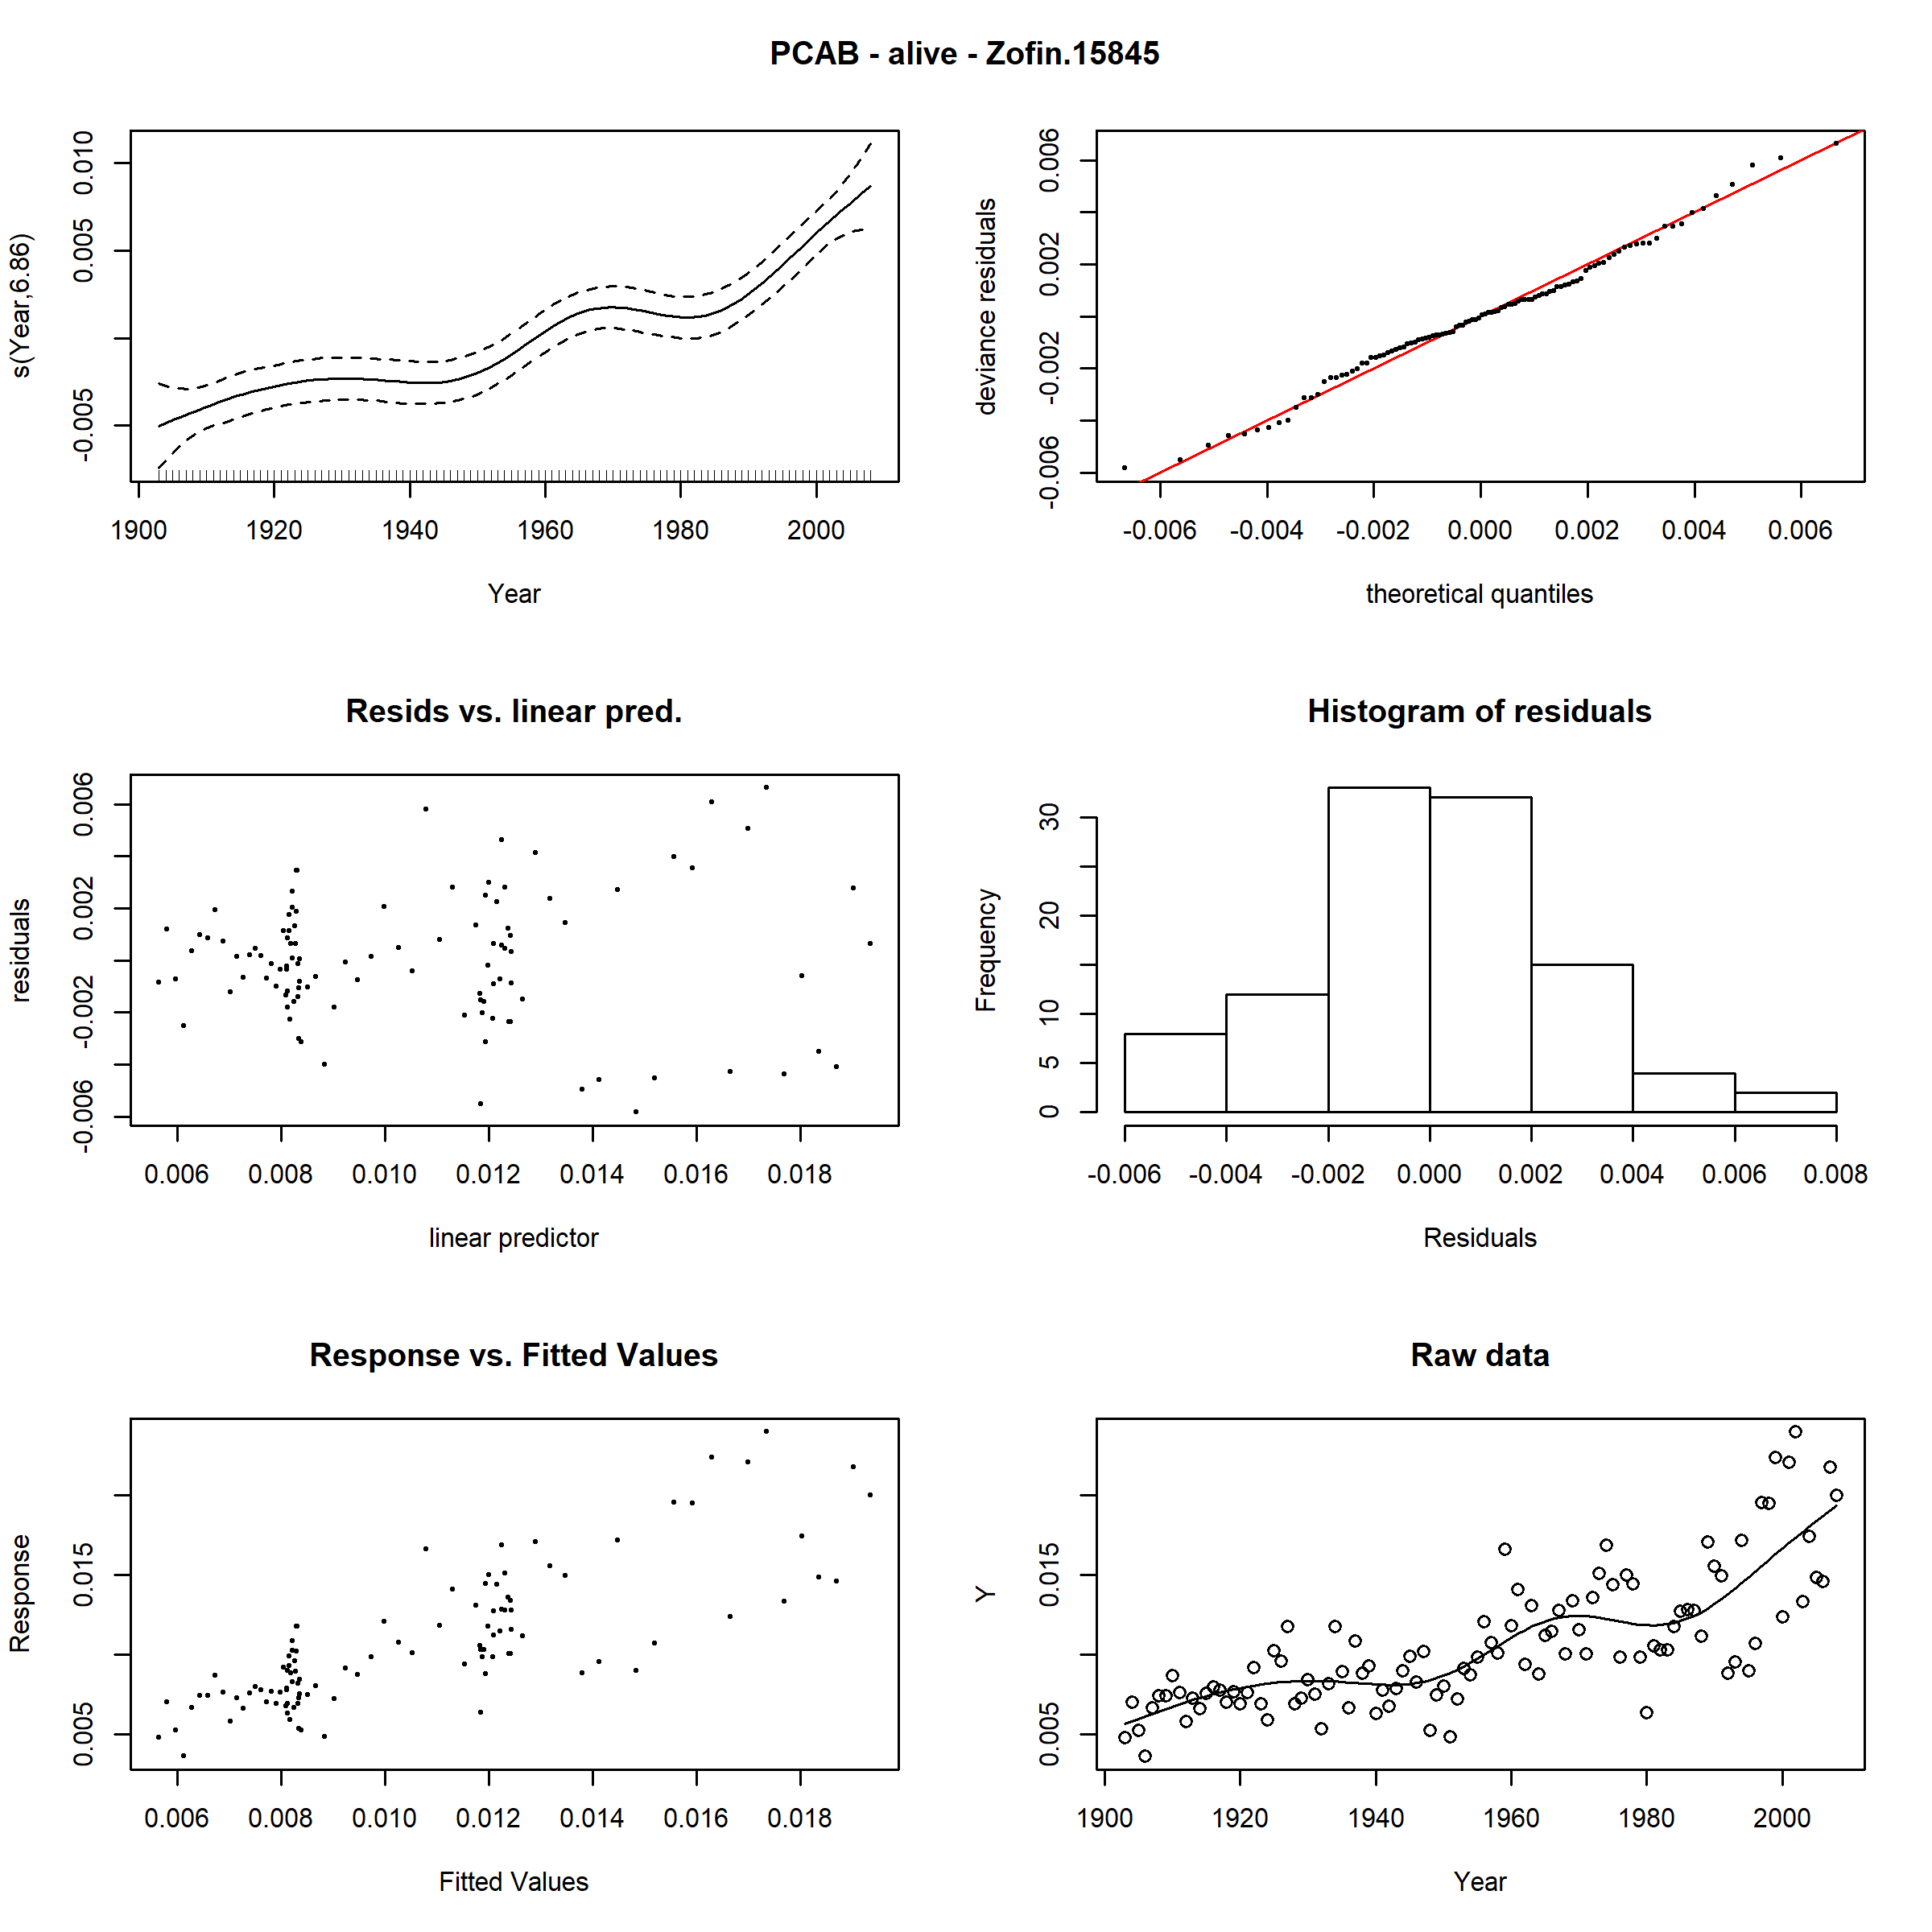 PCAB - alive - Zofin.15845
s(Year,6.86)
-0.005 0.005 0.010
1900 1920 1940 1960 1980 2000
Year
deviance residuals
-0.006 -0.002 0.002 0.006
-0.006 -0.004 -0.002 0.000 0.002 0.004 0.006
theoretical quantiles
Resids vs. linear pred.
residuals
-0.006 -0.002 0.002 0.006
0.006 0.008 0.010 0.012 0.014 0.016 0.018
linear predictor
Histogram of residuals
Frequency
0 5 10 20 30
-0.006 -0.004 -0.002 0.000 0.002 0.004 0.006 0.008
Residuals
Response vs. Fitted Values
Response
0.005 0.015
0.006 0.008 0.010 0.012 0.014 0.016 0.018
Fitted Values
Raw data
Y
0.005 0.015
1900 1920 1940 1960 1980 2000
Year